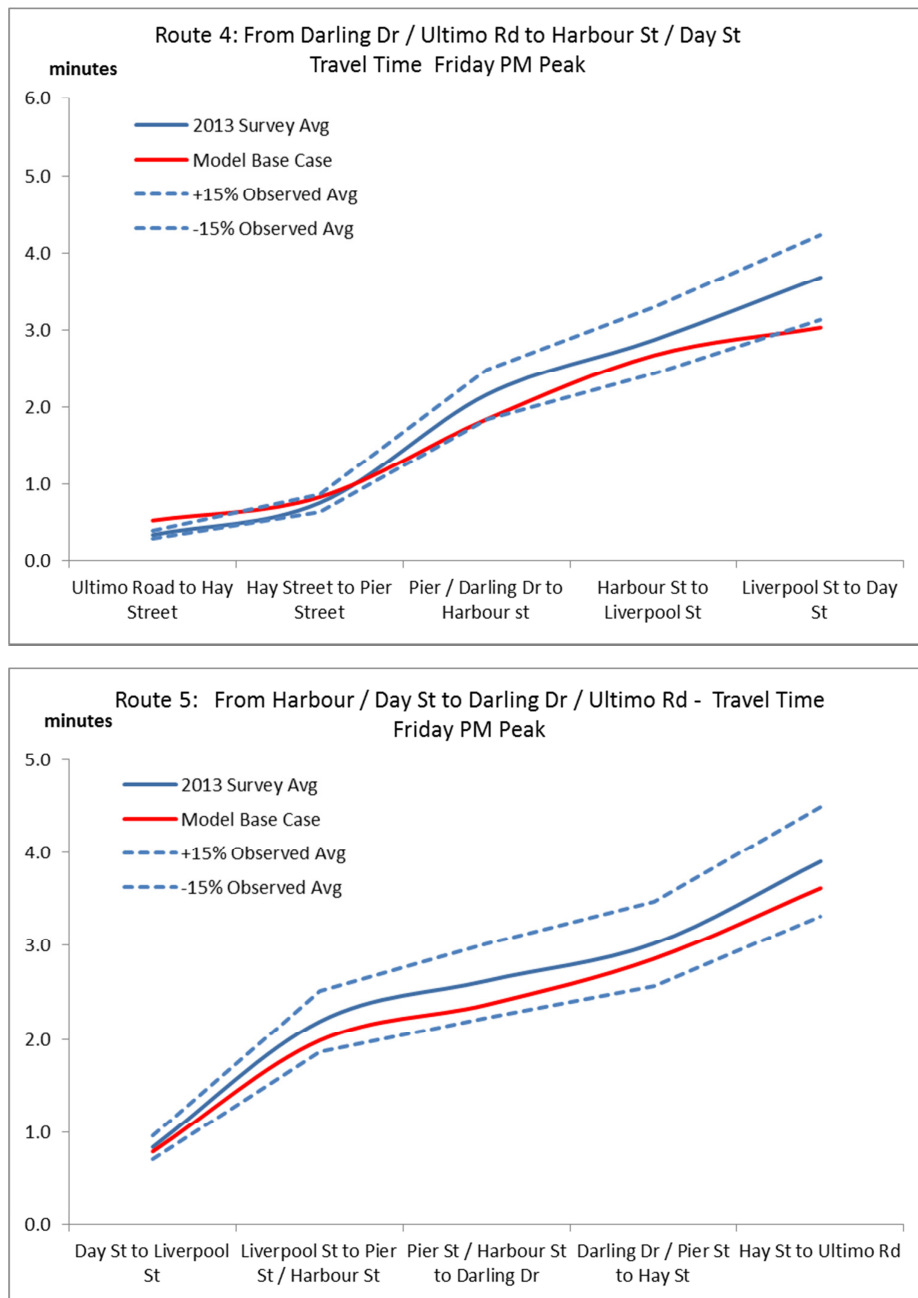 Route 4: From Darling Dr / Ultimo Rd to Harbour St / Day St
Travel Time Friday PM Peak
minutes
6.0
5.0
4.0
3.0
2.0
1.0
0.0
2013 Survey Avg
Model Base Case
+15% Observed Avg
-15% Observed Avg
Ultimo Road to Hay
Street
Hay Street to Pier
Street
Pier / Darling Dr to
Harbour st
Harbour St to
Liverpool St
Liverpool St to Day
St
Route 5: From Harbour / Day St to Darling Dr / Ultimo Rd - Travel Time
Friday PM Peak
minutes
5.0
4.0
3.0
2.0
1.0
0.0
2013 Survey Avg
Model Base Case
+15% Observed Avg
-15% Observed Avg
Day St to Liverpool
St
Liverpool St to Pier
St / Harbour St
Pier St / Harbour St
to Darling Dr
Darling Dr / Pier St
to Hay St
Hay St to Ultimo Rd